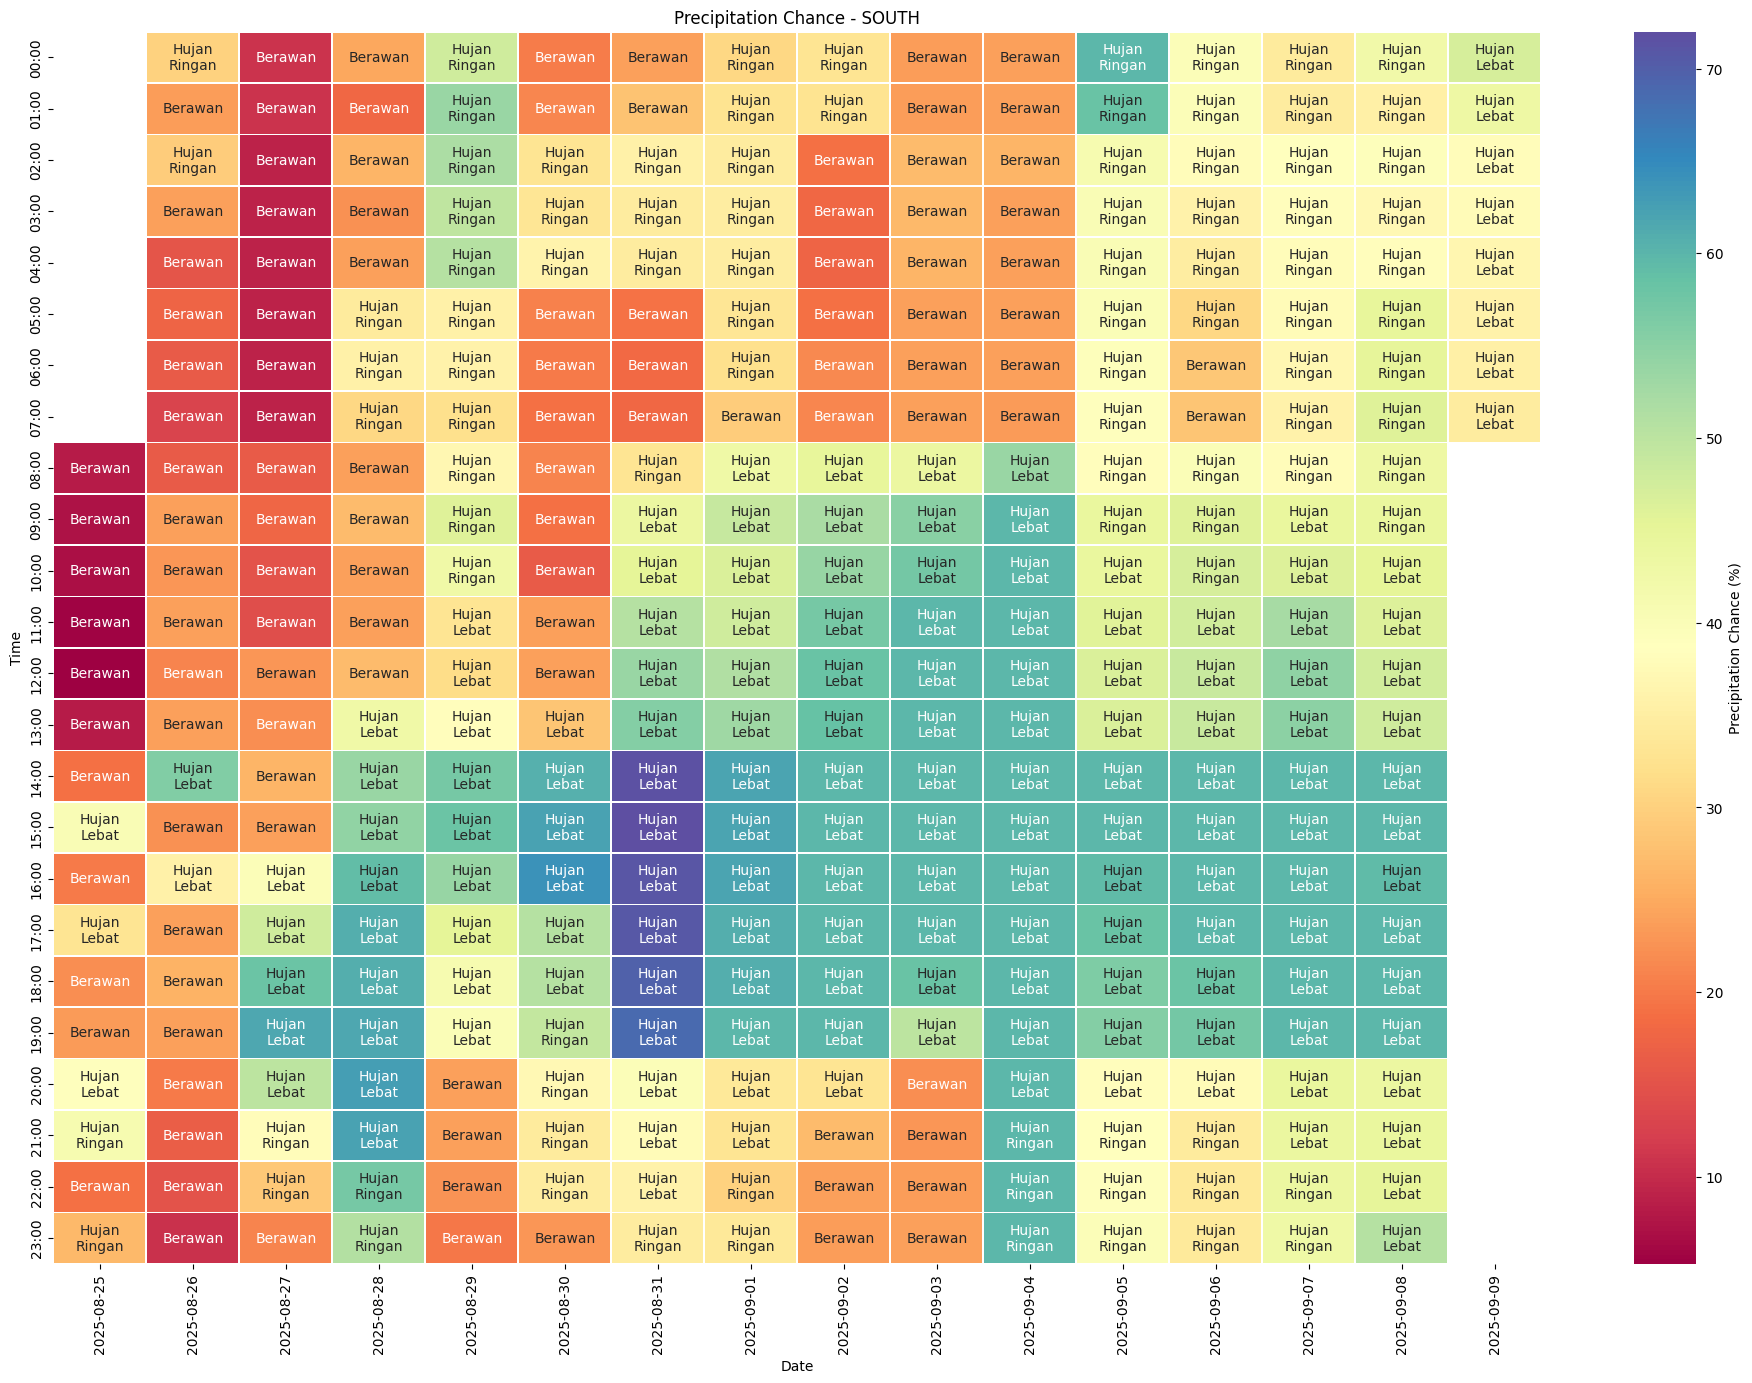 Precipitation Chance - SOUTH
00:00 Hujan Ringan Berawan Berawan Hujan Ringan Berawan Berawan Hujan Ringan Hujan Ringan Berawan Berawan Hujan Ringan Hujan Ringan Hujan Ringan Hujan Ringan Hujan Lebat
01:00 Berawan Berawan Berawan Hujan Ringan Berawan Berawan Hujan Ringan Hujan Ringan Berawan Berawan Hujan Ringan Hujan Ringan Hujan Ringan Hujan Ringan Hujan Lebat
02:00 Hujan Ringan Berawan Berawan Hujan Ringan Hujan Ringan Hujan Ringan Hujan Ringan Berawan Berawan Berawan Hujan Ringan Hujan Ringan Hujan Ringan Hujan Ringan Hujan Lebat
03:00 Berawan Berawan Berawan Hujan Ringan Hujan Ringan Hujan Ringan Hujan Ringan Berawan Berawan Berawan Hujan Ringan Hujan Ringan Hujan Ringan Hujan Ringan Hujan Lebat
04:00 Berawan Berawan Berawan Hujan Ringan Hujan Ringan Hujan Ringan Hujan Ringan Berawan Berawan Berawan Hujan Ringan Hujan Ringan Hujan Ringan Hujan Ringan Hujan Lebat
05:00 Berawan Berawan Hujan Ringan Hujan Ringan Berawan Berawan Hujan Ringan Berawan Berawan Berawan Hujan Ringan Hujan Ringan Hujan Ringan Hujan Ringan Hujan Lebat
06:00 Berawan Berawan Hujan Ringan Hujan Ringan Berawan Berawan Hujan Ringan Berawan Berawan Berawan Hujan Ringan Berawan Hujan Ringan Hujan Ringan Hujan Lebat
07:00 Berawan Berawan Hujan Ringan Hujan Ringan Berawan Berawan Berawan Berawan Berawan Berawan Hujan Ringan Berawan Hujan Ringan Hujan Ringan Hujan Lebat
08:00 Berawan Berawan Berawan Berawan Hujan Ringan Berawan Hujan Ringan Hujan Lebat Hujan Lebat Hujan Lebat Hujan Lebat Hujan Ringan Hujan Ringan Hujan Ringan Hujan Ringan
09:00 Berawan Berawan Berawan Berawan Hujan Ringan Berawan Hujan Lebat Hujan Lebat Hujan Lebat Hujan Lebat Hujan Lebat Hujan Ringan Hujan Ringan Hujan Lebat Hujan Ringan
10:00 Berawan Berawan Berawan Berawan Hujan Ringan Berawan Hujan Lebat Hujan Lebat Hujan Lebat Hujan Lebat Hujan Lebat Hujan Lebat Hujan Ringan Hujan Lebat Hujan Lebat
11:00 Berawan Berawan Berawan Berawan Hujan Lebat Berawan Hujan Lebat Hujan Lebat Hujan Lebat Hujan Lebat Hujan Lebat Hujan Lebat Hujan Lebat Hujan Lebat Hujan Lebat
12:00 Berawan Berawan Berawan Berawan Hujan Lebat Berawan Hujan Lebat Hujan Lebat Hujan Lebat Hujan Lebat Hujan Lebat Hujan Lebat Hujan Lebat Hujan Lebat Hujan Lebat
13:00 Berawan Berawan Berawan Hujan Lebat Hujan Lebat Hujan Lebat Hujan Lebat Hujan Lebat Hujan Lebat Hujan Lebat Hujan Lebat Hujan Lebat Hujan Lebat Hujan Lebat Hujan Lebat
14:00 Berawan Hujan Lebat Berawan Hujan Lebat Hujan Lebat Hujan Lebat Hujan Lebat Hujan Lebat Hujan Lebat Hujan Lebat Hujan Lebat Hujan Lebat Hujan Lebat Hujan Lebat Hujan Lebat
15:00 Hujan Lebat Berawan Berawan Hujan Lebat Hujan Lebat Hujan Lebat Hujan Lebat Hujan Lebat Hujan Lebat Hujan Lebat Hujan Lebat Hujan Lebat Hujan Lebat Hujan Lebat Hujan Lebat
16:00 Berawan Hujan Lebat Hujan Lebat Hujan Lebat Hujan Lebat Hujan Lebat Hujan Lebat Hujan Lebat Hujan Lebat Hujan Lebat Hujan Lebat Hujan Lebat Hujan Lebat Hujan Lebat Hujan Lebat
17:00 Hujan Lebat Berawan Hujan Lebat Hujan Lebat Hujan Lebat Hujan Lebat Hujan Lebat Hujan Lebat Hujan Lebat Hujan Lebat Hujan Lebat Hujan Lebat Hujan Lebat Hujan Lebat Hujan Lebat
18:00 Berawan Berawan Hujan Lebat Hujan Lebat Hujan Lebat Hujan Lebat Hujan Lebat Hujan Lebat Hujan Lebat Hujan Lebat Hujan Lebat Hujan Lebat Hujan Lebat Hujan Lebat Hujan Lebat
19:00 Berawan Berawan Hujan Lebat Hujan Lebat Hujan Lebat Hujan Ringan Hujan Lebat Hujan Lebat Hujan Lebat Hujan Lebat Hujan Lebat Hujan Lebat Hujan Lebat Hujan Lebat Hujan Lebat
20:00 Hujan Lebat Berawan Hujan Lebat Hujan Lebat Berawan Hujan Ringan Hujan Lebat Hujan Lebat Hujan Lebat Berawan Hujan Lebat Hujan Lebat Hujan Lebat Hujan Lebat Hujan Lebat
21:00 Hujan Ringan Berawan Hujan Ringan Hujan Lebat Berawan Hujan Ringan Hujan Lebat Hujan Lebat Berawan Berawan Hujan Ringan Hujan Ringan Hujan Ringan Hujan Lebat Hujan Lebat
22:00 Berawan Berawan Hujan Ringan Hujan Ringan Berawan Hujan Ringan Hujan Lebat Hujan Ringan Berawan Berawan Hujan Ringan Hujan Ringan Hujan Ringan Hujan Ringan Hujan Lebat
23:00 Hujan Ringan Berawan Berawan Hujan Ringan Berawan Berawan Hujan Ringan Hujan Ringan Berawan Berawan Hujan Ringan Hujan Ringan Hujan Ringan Hujan Ringan Hujan Lebat
2025-08-25 2025-08-26 2025-08-27 2025-08-28 2025-08-29 2025-08-30 2025-08-31 2025-09-01 2025-09-02 2025-09-03 2025-09-04 2025-09-05 2025-09-06 2025-09-07 2025-09-08 2025-09-09
Date
Time
70
60
50
40
30
20
10
Precipitation Chance (%)